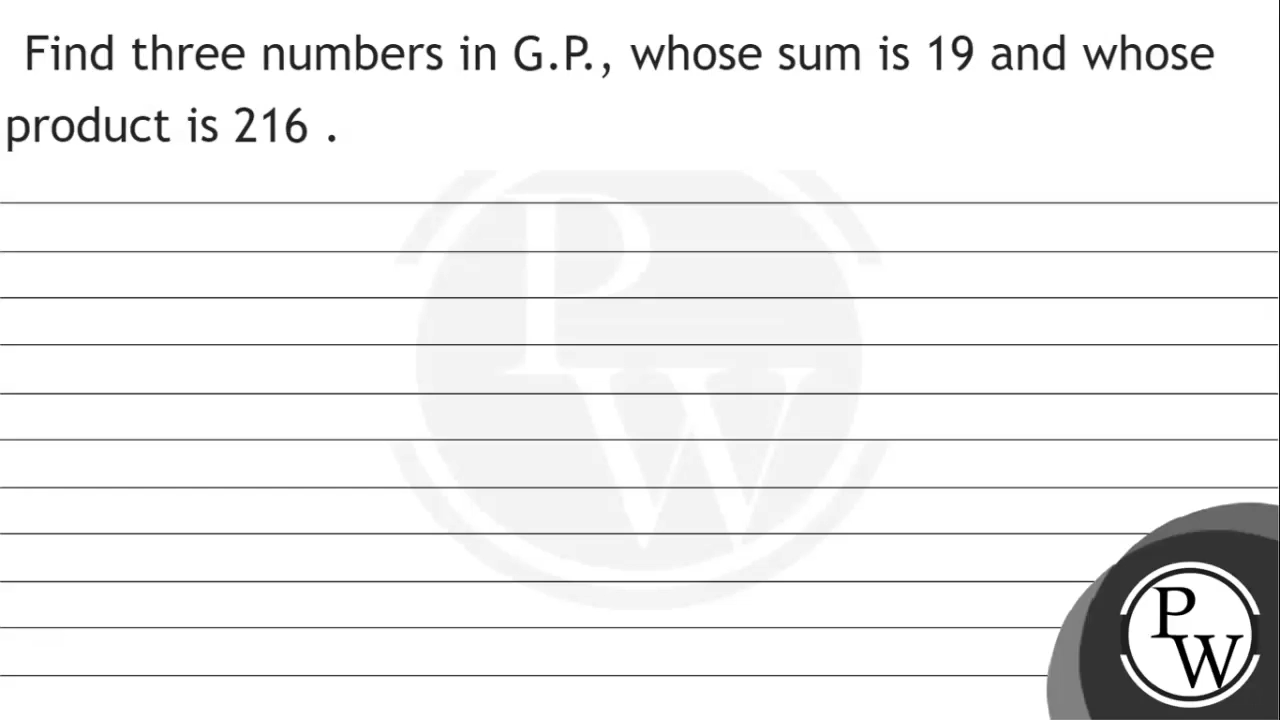 Find three numbers in G.P., whose sum is 19 and whose
product is 216 .
P
W
P
W